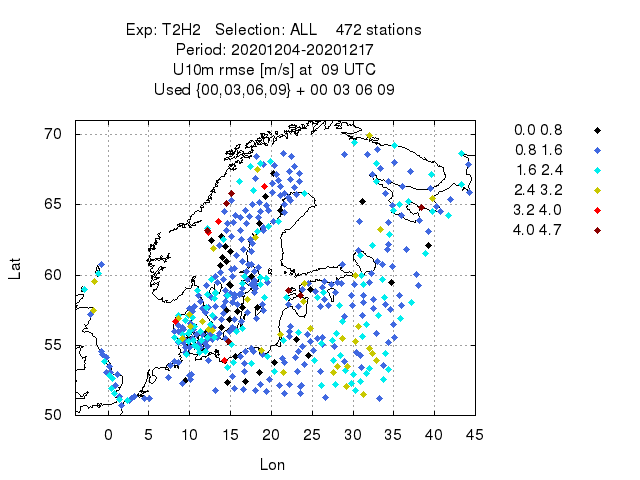 Exp: T2H2   Selection: ALL    472 stations
Period: 20201204-20201217
U10m rmse [m/s] at  09 UTC
Used {00,03,06,09} + 00 03 06 09
0.0 0.8
0.8 1.6
1.6 2.4
2.4 3.2
3.2 4.0
4.0 4.7
70
65
60
55
50
Lat
0 5 10 15 20 25 30 35 40 45
Lon